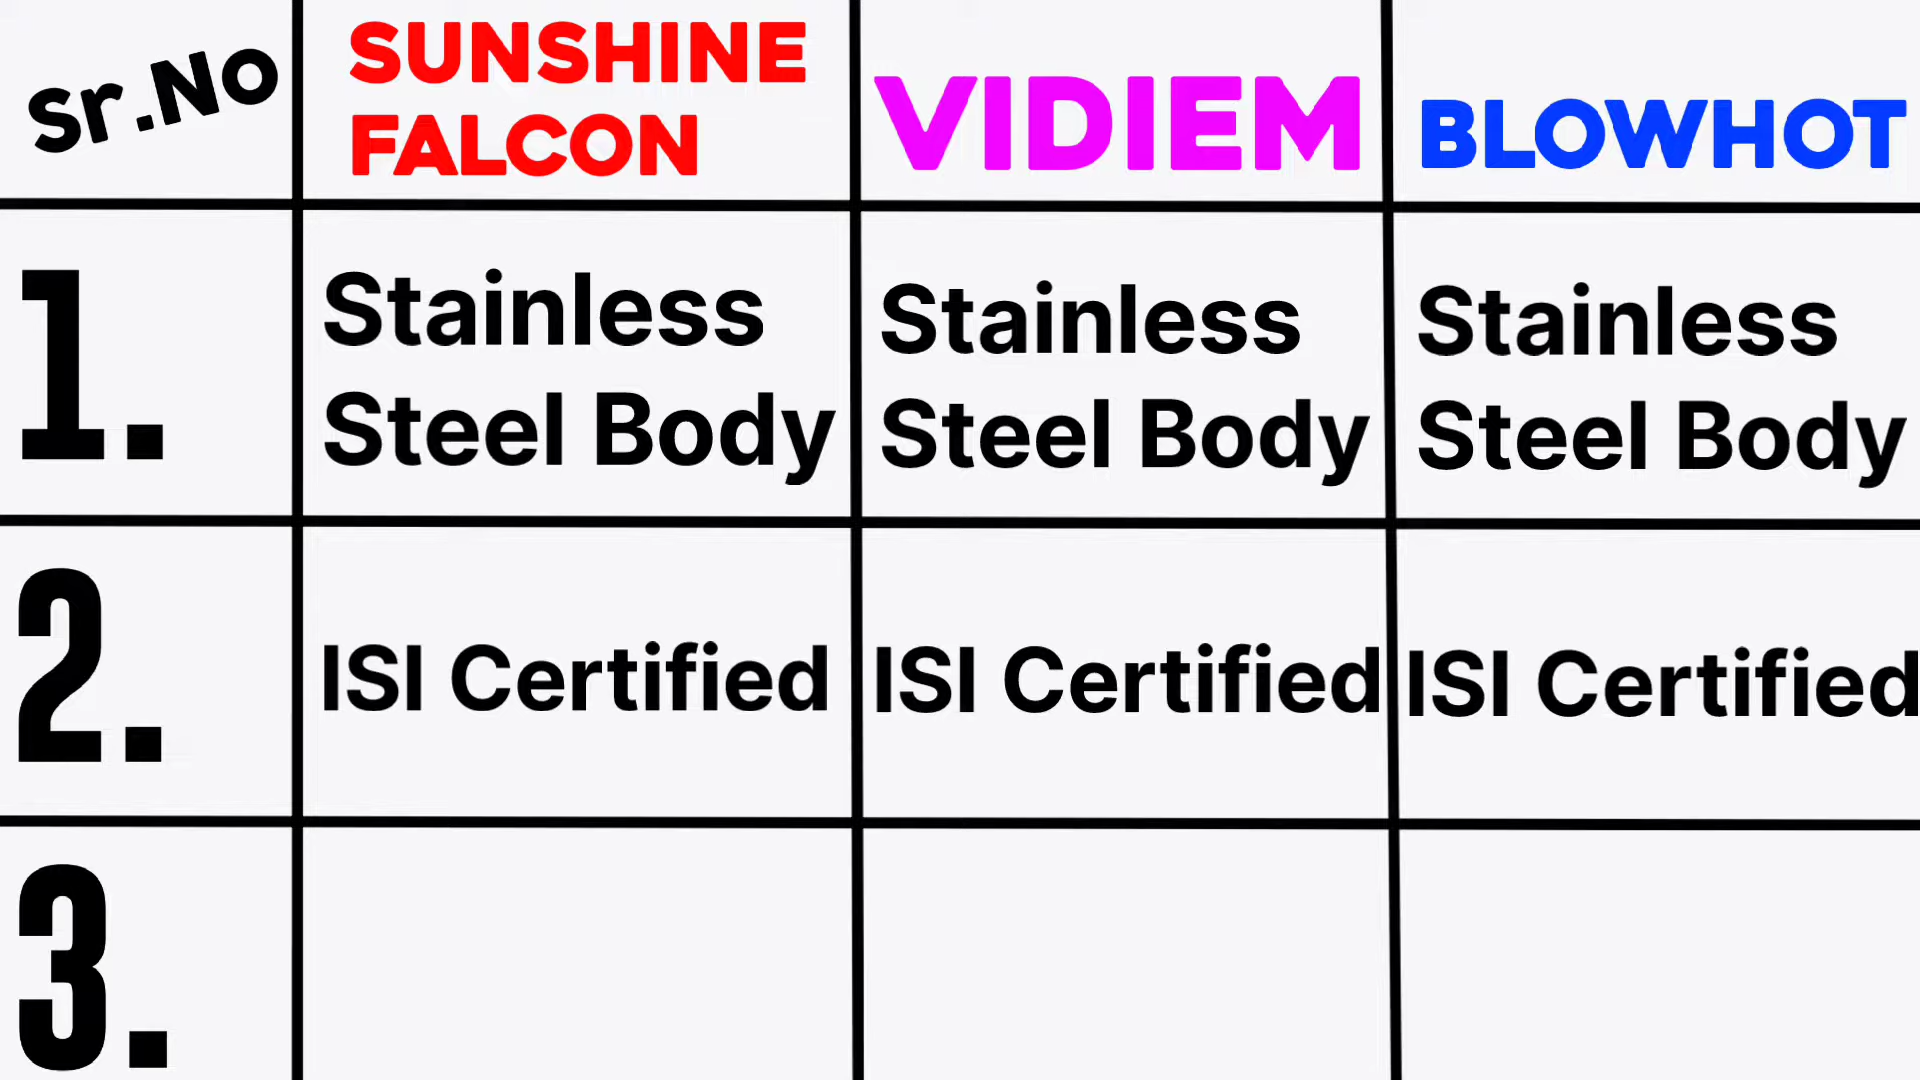 Sr.No
SUNSHINE
FALCON
VIDIEM
BLOWHOT
1.
Stainless
Steel Body
Stainless
Steel Body
Stainless
Steel Body
2.
ISI Certified
ISI Certified
ISI Certified
3.